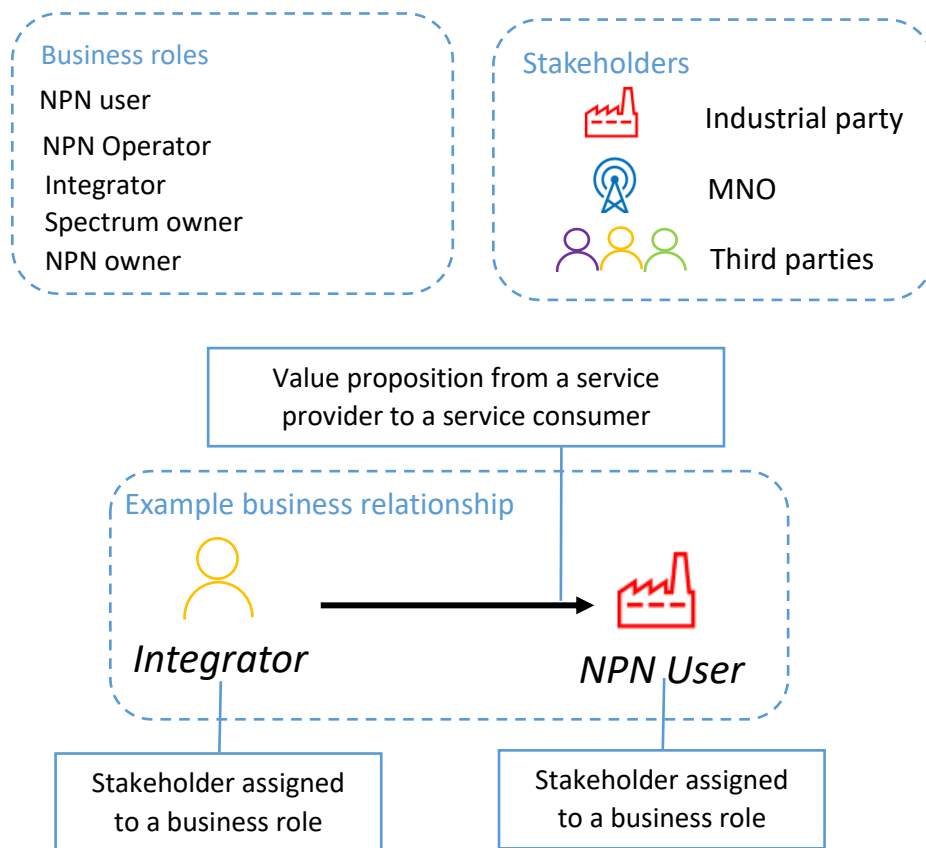 Business roles
NPN user
NPN Operator
Integrator
Spectrum owner
NPN owner
Stakeholders
Industrial party
MNO
Third parties
Value proposition from a service
provider to a service consumer
Example business relationship
Integrator
NPN User
Stakeholder assigned
to a business role
Stakeholder assigned
to a business role